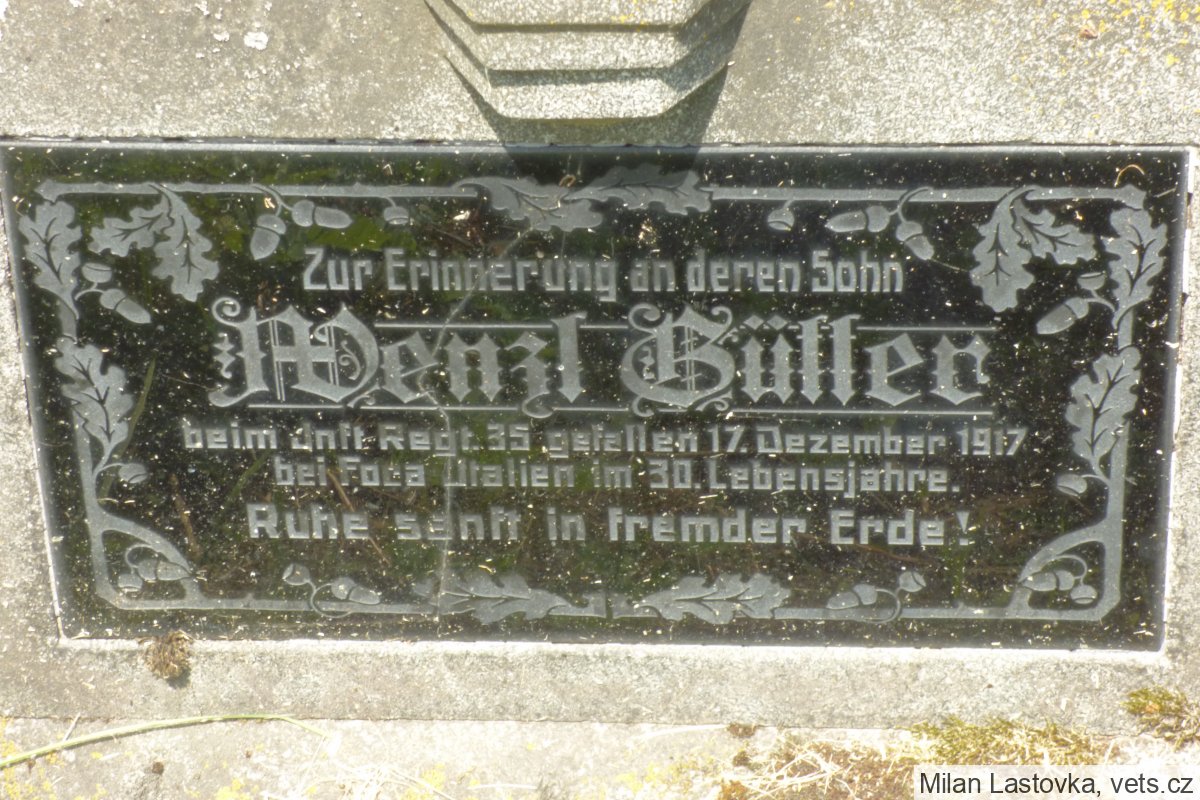 Zur Erinnerung an deren Sohn
Wenzl Güller
beim Inft. Regt. 35 gefallen 17. Dezember 1917
bei Foca Italien im 30. Lebensjahre.
Ruhe sanft in fremder Erde!
Milan Lastovka, vets.cz